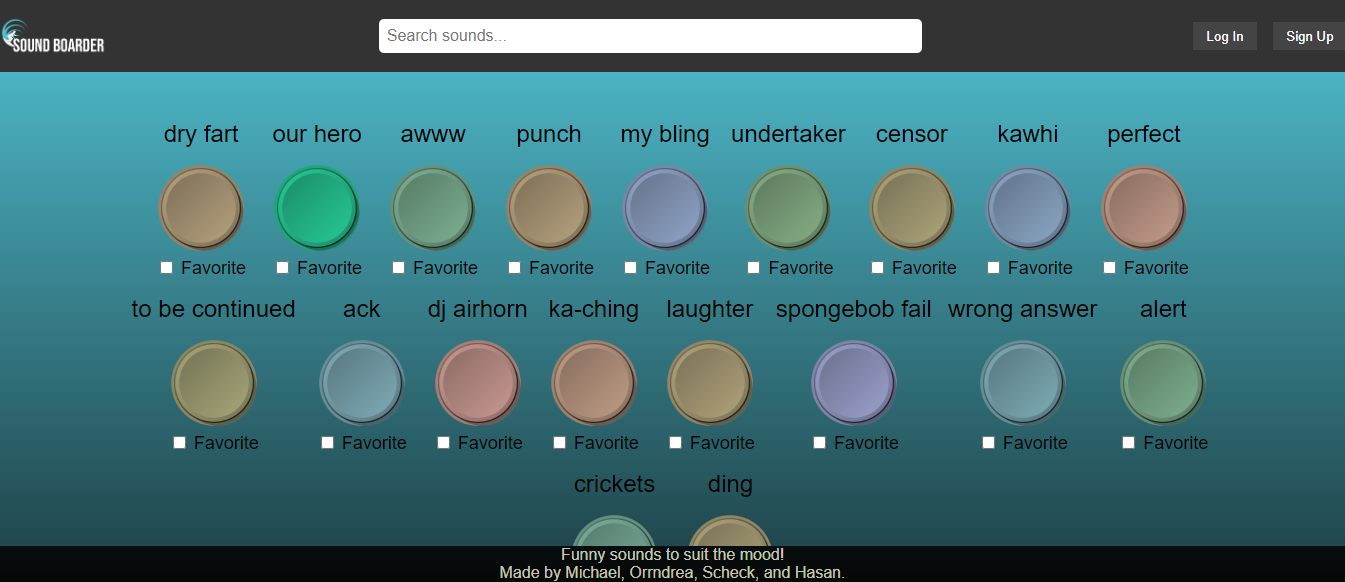 SOUND BOARDER
Search sounds...
Log In
Sign Up
dry fart our hero awww punch my bling undertaker censor kawhi perfect
Favorite Favorite Favorite Favorite Favorite Favorite Favorite Favorite Favorite
to be continued ack dj airhorn ka-ching laughter spongebob fail wrong answer alert
Favorite Favorite Favorite Favorite Favorite Favorite Favorite Favorite
crickets ding
Funny sounds to suit the mood!
Made by Michael, Orrndrea, Scheck, and Hasan.